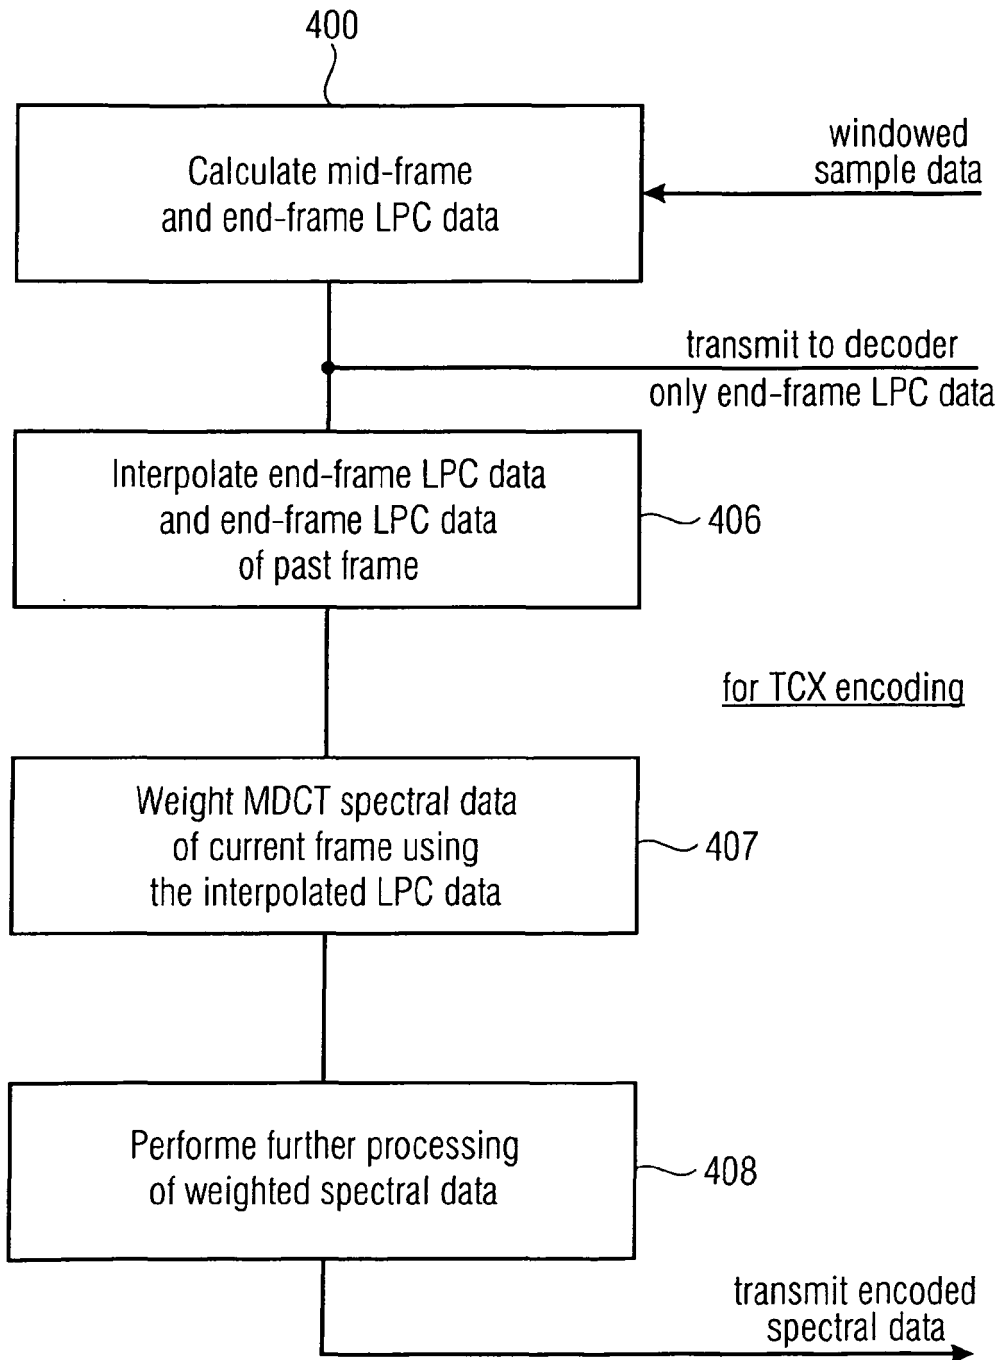 400
Calculate mid-frame
and end-frame LPC data
windowed
sample data
transmit to decoder
only end-frame LPC data
Interpolate end-frame LPC data
and end-frame LPC data
of past frame
406
for TCX encoding
Weight MDCT spectral data
of current frame using
the interpolated LPC data
407
Performe further processing
of weighted spectral data
408
transmit encoded
spectral data